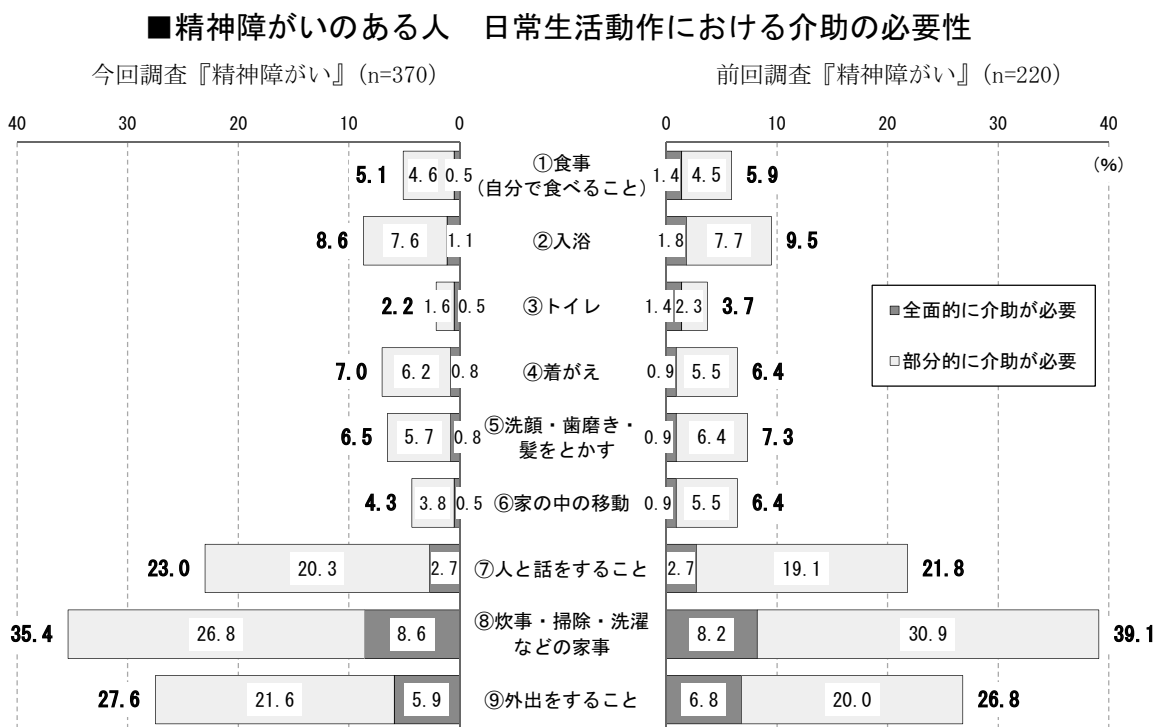 ■精神障がいのある人　日常生活動作における介助の必要性
今回調査『精神障がい』(n=370)
前回調査『精神障がい』(n=220)
40 30 20 10 0
0 10 20 30 40
(%)
5.1 4.6 0.5 ①食事 1.4 4.5 5.9
(自分で食べること)
8.6 7.6 1.1 ②入浴 1.8 7.7 9.5
2.2 1.6 0.5 ③トイレ 1.4 2.3 3.7
7.0 6.2 0.8 ④着がえ 0.9 5.5 6.4
6.5 5.7 0.8 ⑤洗顔・歯磨き・ 0.9 6.4 7.3
髪をとかす
4.3 3.8 0.5 ⑥家の中の移動 0.9 5.5 6.4
23.0 20.3 2.7 ⑦人と話をすること 2.7 19.1 21.8
35.4 26.8 8.6 ⑧炊事・掃除・洗濯 8.2 30.9 39.1
などの家事
27.6 21.6 5.9 ⑨外出をすること 6.8 20.0 26.8
■全面的に介助が必要
□部分的に介助が必要